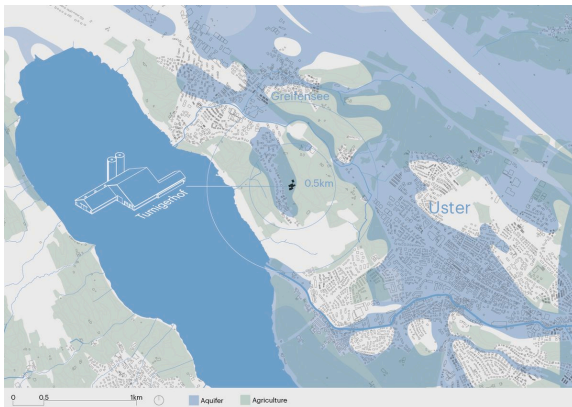 Greifensee
0.5km
Tumigerhof
Uster
0 0.5 1km
Aquifer Agriculture